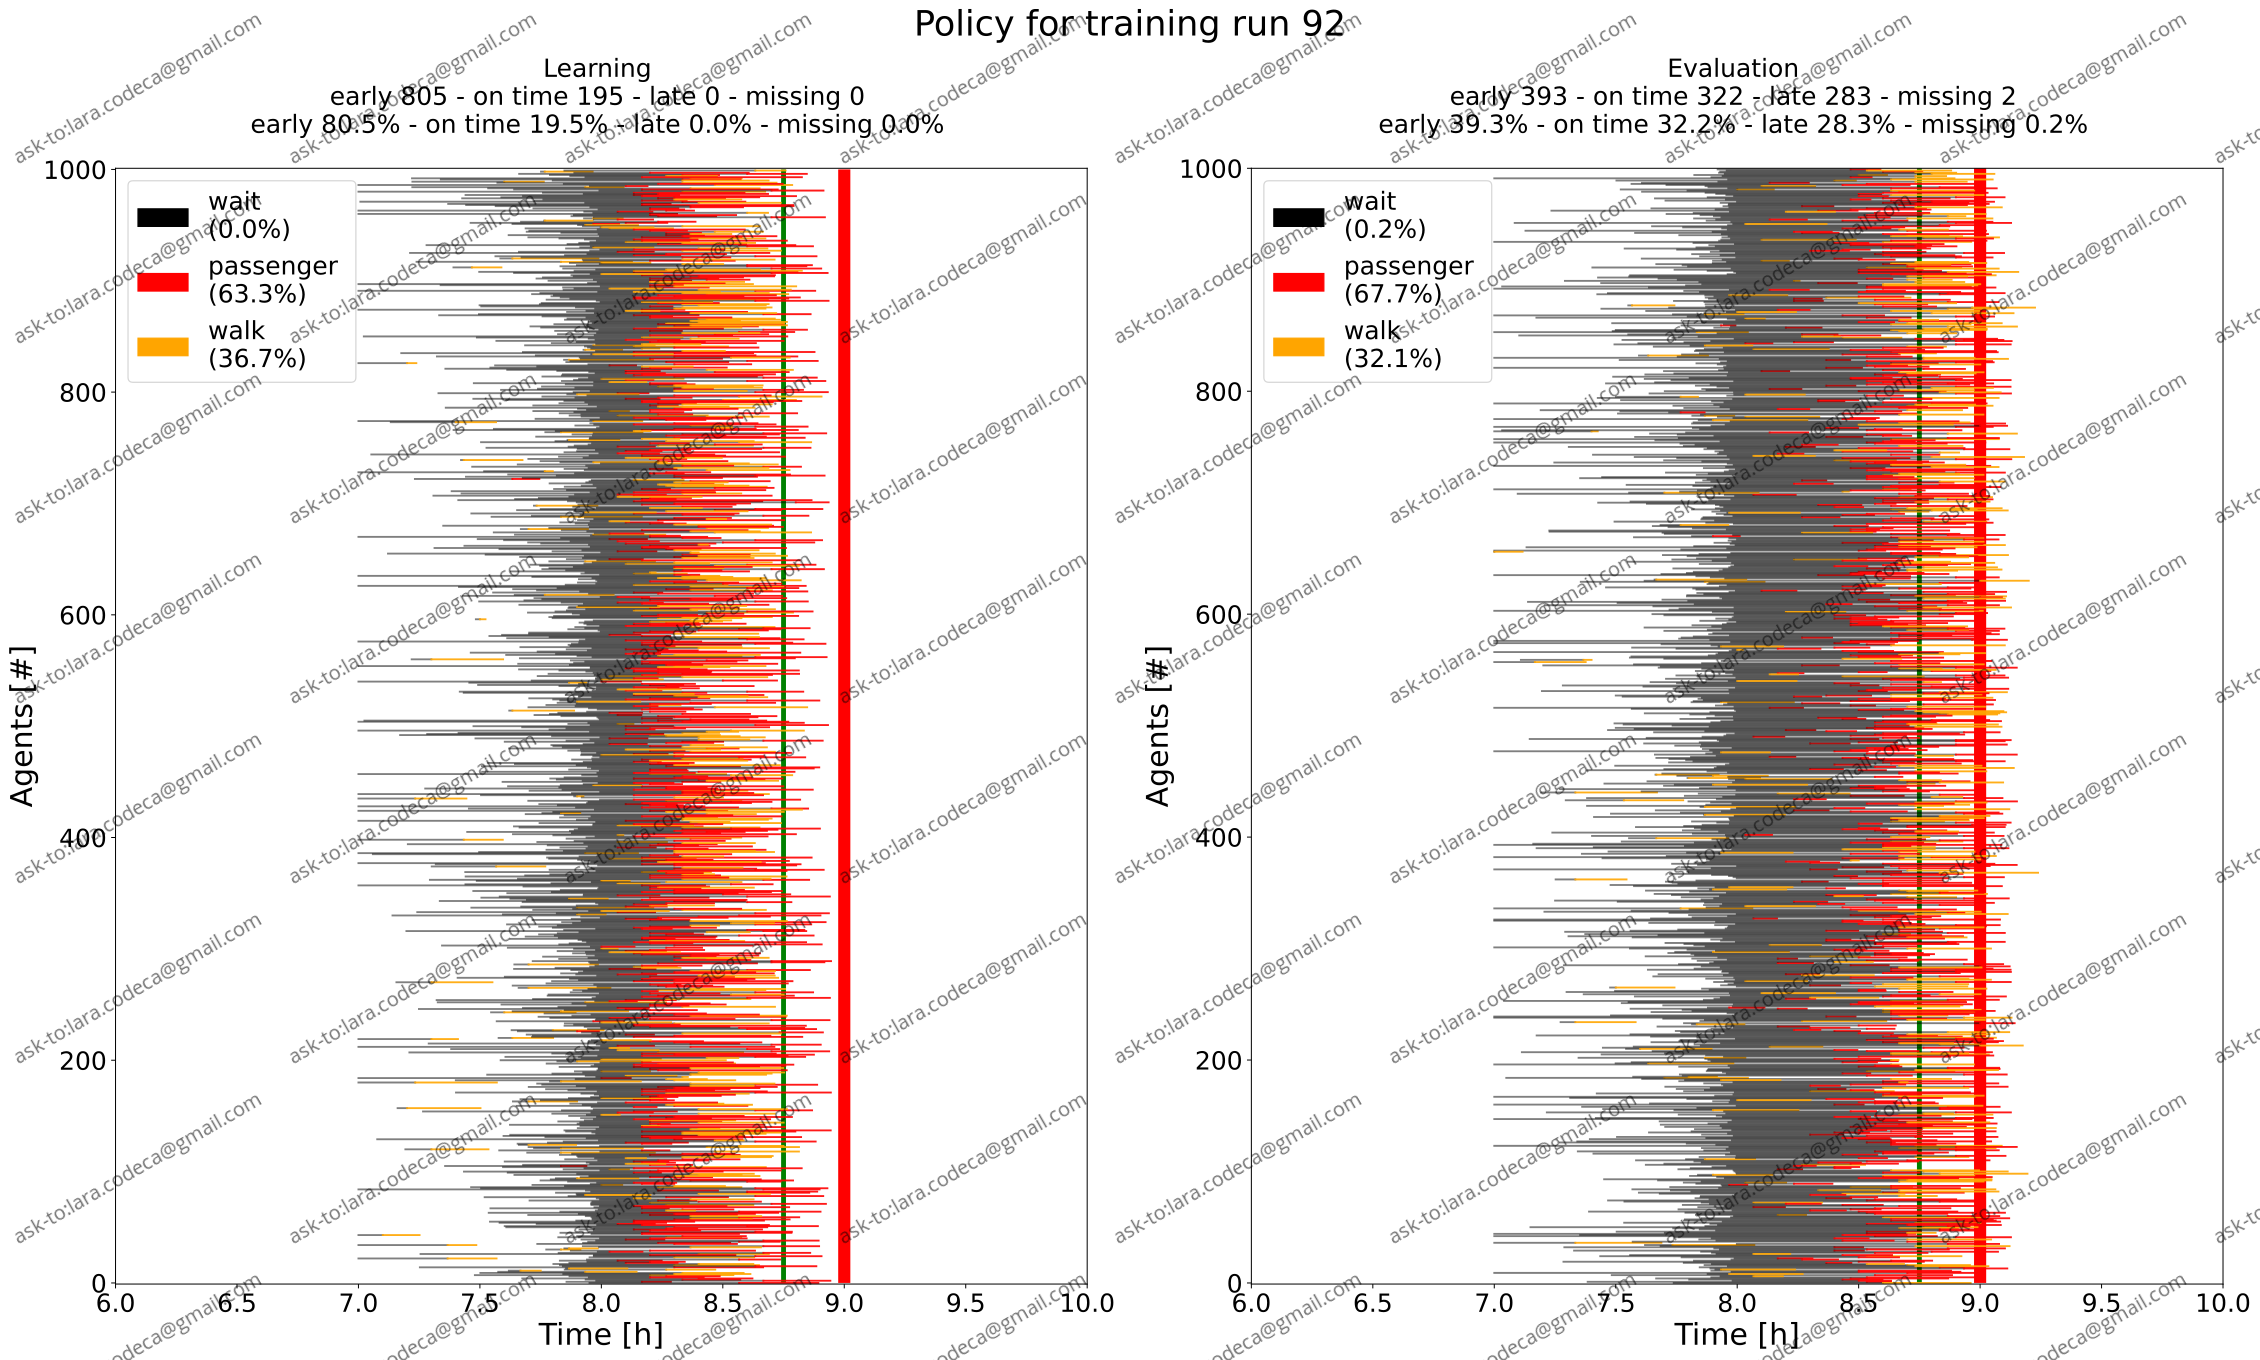 Policy for training run 92
Learning
early 805 - on time 195 - late 0 - missing 0
early 80.5% - on time 19.5% - late 0.0% - missing 0.0%
wait
(0.0%)
passenger
(63.3%)
walk
(36.7%)
1000
800
600
400
200
0
Agents [#]
6.0 6.5 7.0 7.5 8.0 8.5 9.0 9.5 10.0
Time [h]
Evaluation
early 393 - on time 322 - late 283 - missing 2
early 39.3% - on time 32.2% - late 28.3% - missing 0.2%
wait
(0.2%)
passenger
(67.7%)
walk
(32.1%)
1000
800
600
400
200
0
Agents [#]
6.0 6.5 7.0 7.5 8.0 8.5 9.0 9.5 10.0
Time [h]
ask-to:lara.codeca@gmail.com